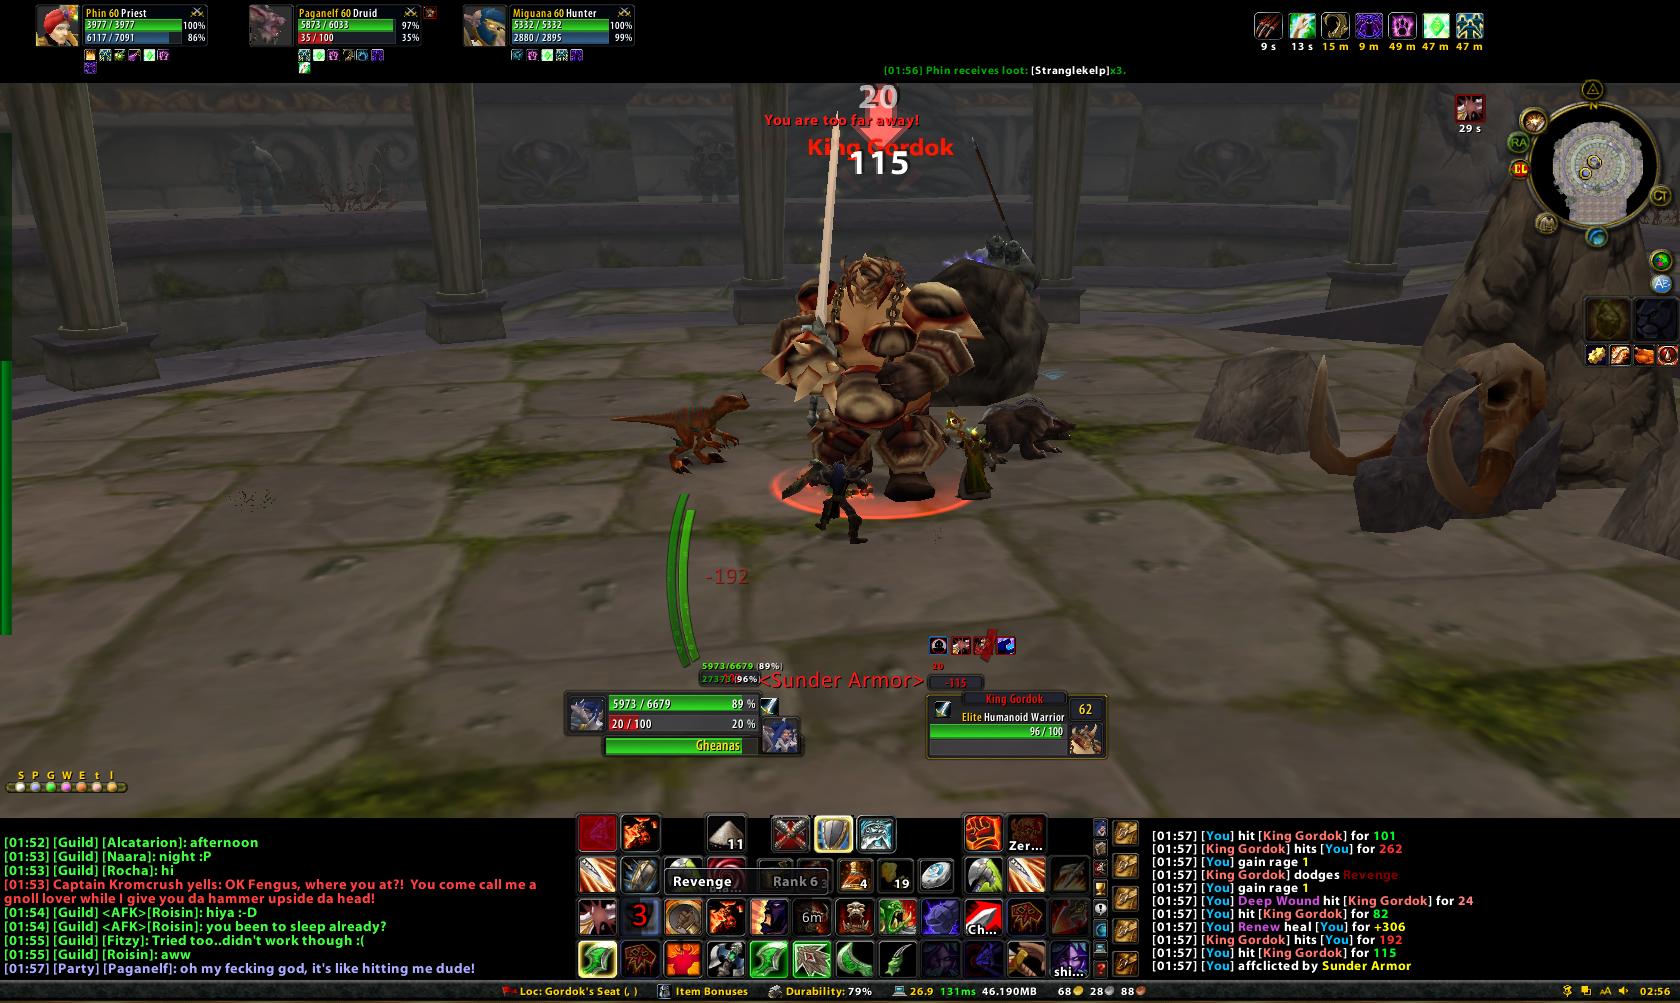 Phin 60 Priest
3977 / 3977 100%
6117 / 7091 86%
Paganelf 60 Druid
5873 / 6033 97%
35 / 100 35%
Miguana 60 Hunter
5332 / 5332 100%
2880 / 2895 99%
9 s 13 s 15 m 9 m 49 m 47 m 47 m
[01:56] Phin receives loot: [Stranglekelp]x3.
20
You are too far away!
King Gordok
115
29 s
N
RA
CT
AB
-192
5973/6679 (89%)
(96%)
<Sunder Armor>
20
-115
5973 / 6679 89 %
20 / 100 20 %
Gheanas
King Gordok
62
Elite Humanoid Warrior
96 / 100
S P G W E t I
[01:52] [Guild] [Alcatarion]: afternoon
[01:53] [Guild] [Naara]: night :P
[01:53] [Guild] [Rocha]: hi
[01:53] Captain Kromcrush yells: OK Fengus, where you at?! You come call me a
gnoll lover while I give you da hammer upside da head!
[01:54] [Guild] <AFK>[Roisin]: hiya :-D
[01:54] [Guild] <AFK>[Roisin]: you been to sleep already?
[01:55] [Guild] [Fitzy]: Tried too..didn't work though :(
[01:55] [Guild] [Roisin]: aww
[01:57] [Party] [Paganelf]: oh my fecking god, it's like hitting me dude!
11
Zer...
Revenge Rank 6
3
4
19
3
6m
Ch...
shi...
[01:57] [You] hit [King Gordok] for 101
[01:57] [King Gordok] hits [You] for 262
[01:57] [You] gain rage 1
[01:57] [King Gordok] dodges Revenge
[01:57] [You] gain rage 1
[01:57] [You] Deep Wound hit [King Gordok] for 24
[01:57] [You] hit [King Gordok] for 82
[01:57] [You] Renew heal [You] for +306
[01:57] [King Gordok] hits [You] for 192
[01:57] [You] hit [King Gordok] for 115
[01:57] [You] affclicted by Sunder Armor
Loc: Gordok's Seat (, ) Item Bonuses Durability: 79% 26.9 131ms 46.190MB 68 28 88 AA 02:56